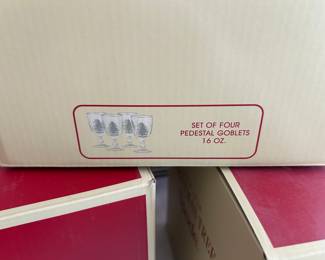 SET OF FOUR
PEDESTAL GOBLETS
16 OZ.